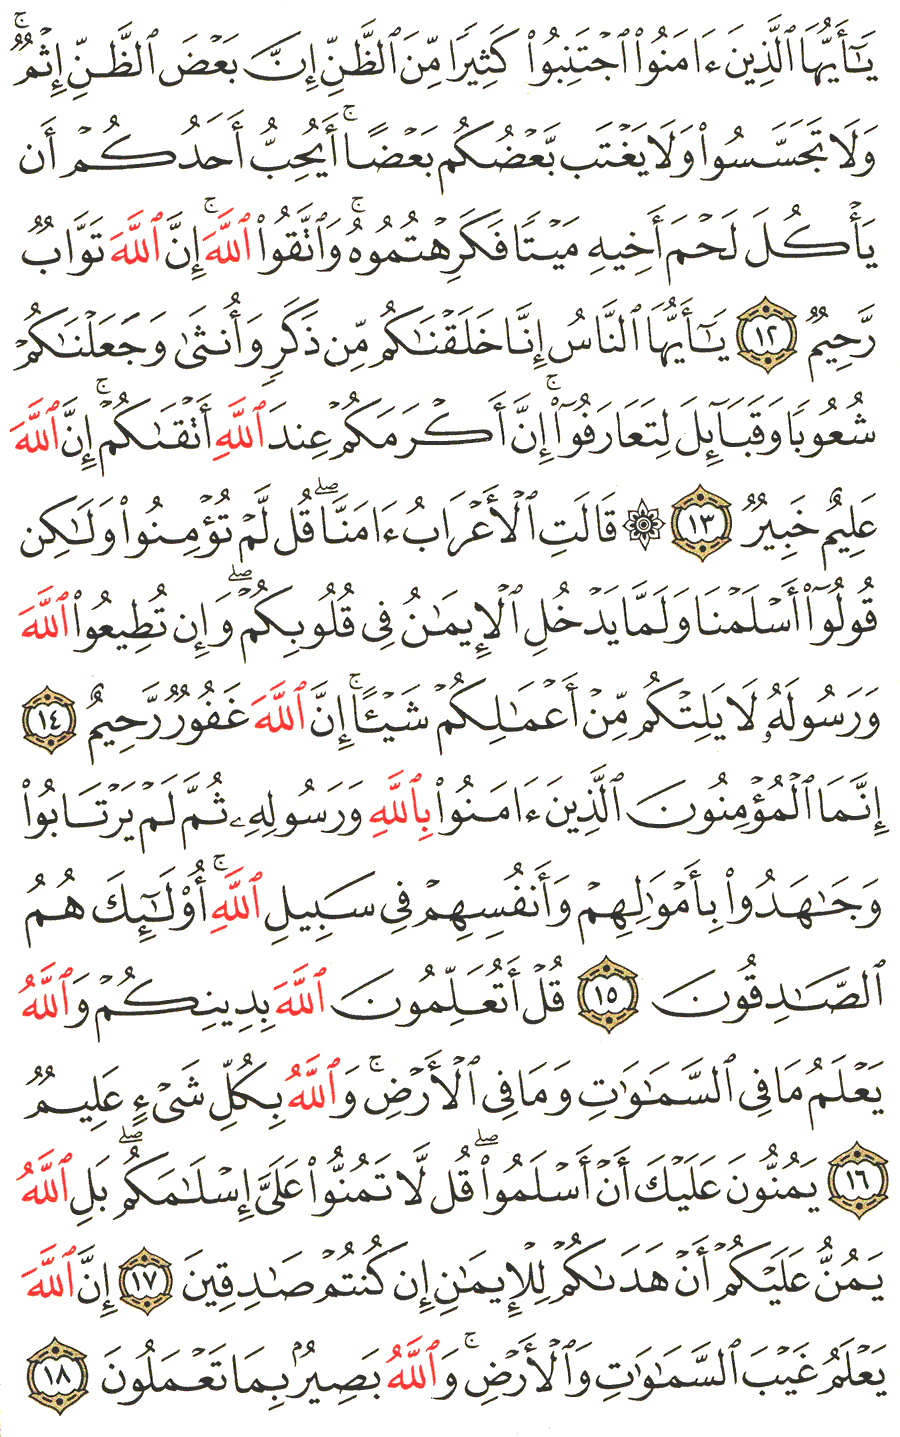 يَـٰٓأَيُّهَا ٱلَّذِينَ ءَامَنُوا۟ ٱجْتَنِبُوا۟ كَثِيرًا مِّنَ ٱلظَّنِّ إِنَّ بَعْضَ ٱلظَّنِّ إِثْمٌ ۖ
وَلَا تَجَسَّسُوا۟ وَلَا يَغْتَب بَّعْضُكُم بَعْضًا ۚ أَيُحِبُّ أَحَدُكُمْ أَن
يَأْكُلَ لَحْمَ أَخِيهِ مَيْتًا فَكَرِهْتُمُوهُ ۚ وَٱتَّقُوا۟ ٱللَّهَ ۚ إِنَّ ٱللَّهَ تَوَّابٌ
رَّحِيمٌ ١٢ يَـٰٓأَيُّهَا ٱلنَّاسُ إِنَّا خَلَقْنَـٰكُم مِّن ذَكَرٍ وَأُنثَىٰ وَجَعَلْنَـٰكُمْ
شُعُوبًا وَقَبَآئِلَ لِتَعَارَفُوٓا۟ ۚ إِنَّ أَكْرَمَكُمْ عِندَ ٱللَّهِ أَتْقَىٰكُمْ ۚ إِنَّ ٱللَّهَ
عَلِيمٌ خَبِيرٌ ١٣ ۞ قَالَتِ ٱلْأَعْرَابُ ءَامَنَّا ۖ قُل لَّمْ تُؤْمِنُوا۟ وَلَـٰكِن
قُولُوٓا۟ أَسْلَمْنَا وَلَمَّا يَدْخُلِ ٱلْإِيمَـٰنُ فِى قُلُوبِكُمْ ۖ وَإِن تُطِيعُوا۟ ٱللَّهَ
وَرَسُولَهُۥ لَا يَلِتْكُم مِّنْ أَعْمَـٰلِكُمْ شَيْـًٔا ۚ إِنَّ ٱللَّهَ غَفُورٌ رَّحِيمٌ ١٤
إِنَّمَا ٱلْمُؤْمِنُونَ ٱلَّذِينَ ءَامَنُوا۟ بِٱللَّهِ وَرَسُولِهِۦ ثُمَّ لَمْ يَرْتَابُوا۟
وَجَـٰهَدُوا۟ بِأَمْوَٰلِهِمْ وَأَنفُسِهِمْ فِى سَبِيلِ ٱللَّهِ ۚ أُو۟لَـٰٓئِكَ هُمُ
ٱلصَّـٰدِقُونَ ١٥ قُلْ أَتُعَلِّمُونَ ٱللَّهَ بِدِينِكُمْ وَٱللَّهُ
يَعْلَمُ مَا فِى ٱلسَّمَـٰوَٰتِ وَمَا فِى ٱلْأَرْضِ ۚ وَٱللَّهُ بِكُلِّ شَىْءٍ عَلِيمٌ
١٦ يَمُنُّونَ عَلَيْكَ أَنْ أَسْلَمُوا۟ ۖ قُل لَّا تَمُنُّوا۟ عَلَىَّ إِسْلَـٰمَكُم ۖ بَلِ ٱللَّهُ
يَمُنُّ عَلَيْكُمْ أَنْ هَدَىٰكُمْ لِلْإِيمَـٰنِ إِن كُنتُمْ صَـٰدِقِينَ ١٧ إِنَّ ٱللَّهَ
يَعْلَمُ غَيْبَ ٱلسَّمَـٰوَٰتِ وَٱلْأَرْضِ ۚ وَٱللَّهُ بَصِيرٌۢ بِمَا تَعْمَلُونَ ١٨